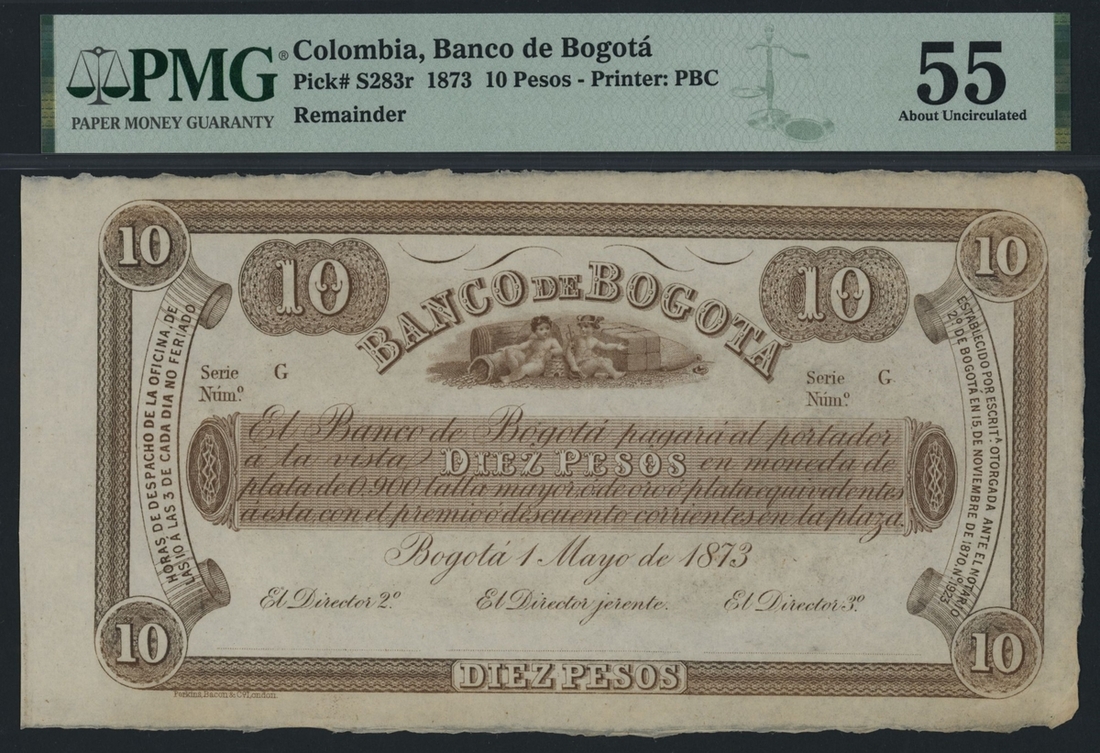 PMG®
PAPER MONEY GUARANTY
Colombia, Banco de Bogotá
Pick# S283r 1873 10 Pesos - Printer: PBC
Remainder
55
About Uncirculated
10
10
10
10
BANCO DE BOGOTA
Serie G
Núm.º
Serie G
Núm.º
HORAS DE DESPACHO DE LA OFICINA, DE
LAS 10 Á LAS 3 DE CADA DIA NO FERIADO
ESTABLECIDO POR ESCRIT.ᴬ OTORGADA ANTE EL NOTARIO
2º DE BOGOTA EN 15 DE NOVIEMBRE DE 1870, Nº 1923
El Banco de Bogotá pagará al portador
a la vista, DIEZ PESOS en moneda de
plata de 0,900 talla mayor ó de oro ó plata equivalentes
á esta, con el premio ó descuento corrientes en la plaza.
Bogotá 1 Mayo de 1873
El Director 2º.
El Director jerente.
El Director 3º.
10
10
DIEZ PESOS
Perkins, Bacon & Cº London.